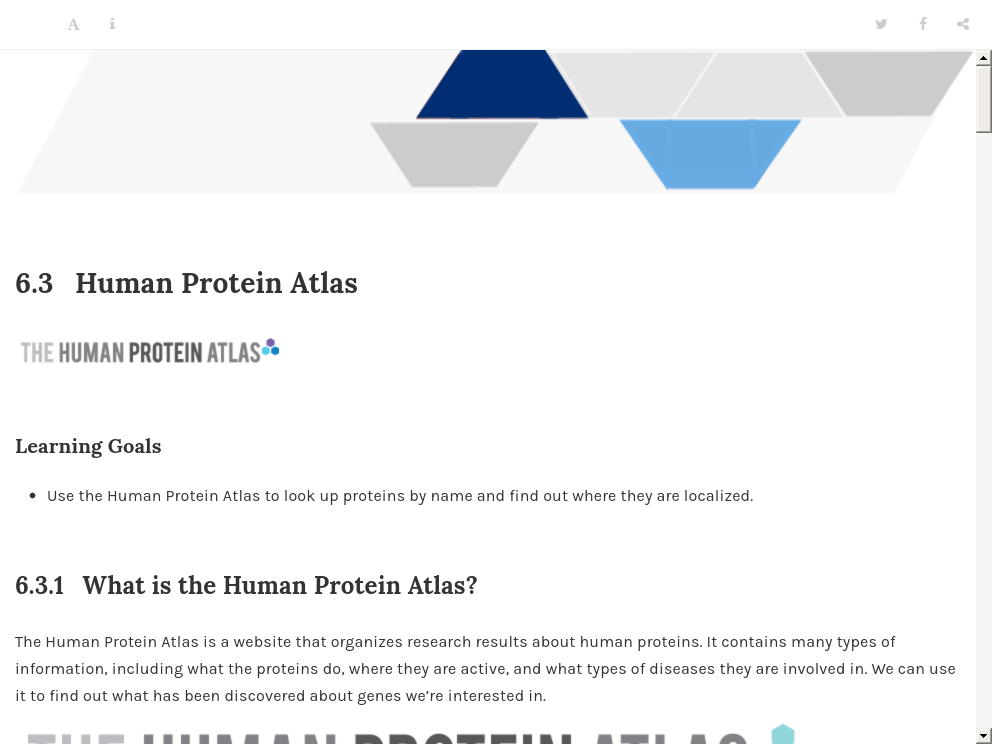 6.3 Human Protein Atlas
THE HUMAN PROTEIN ATLAS
Learning Goals
• Use the Human Protein Atlas to look up proteins by name and find out where they are localized.
6.3.1 What is the Human Protein Atlas?
The Human Protein Atlas is a website that organizes research results about human proteins. It contains many types of
information, including what the proteins do, where they are active, and what types of diseases they are involved in. We can use
it to find out what has been discovered about genes we’re interested in.
THE HUMAN PROTEIN ATLAS